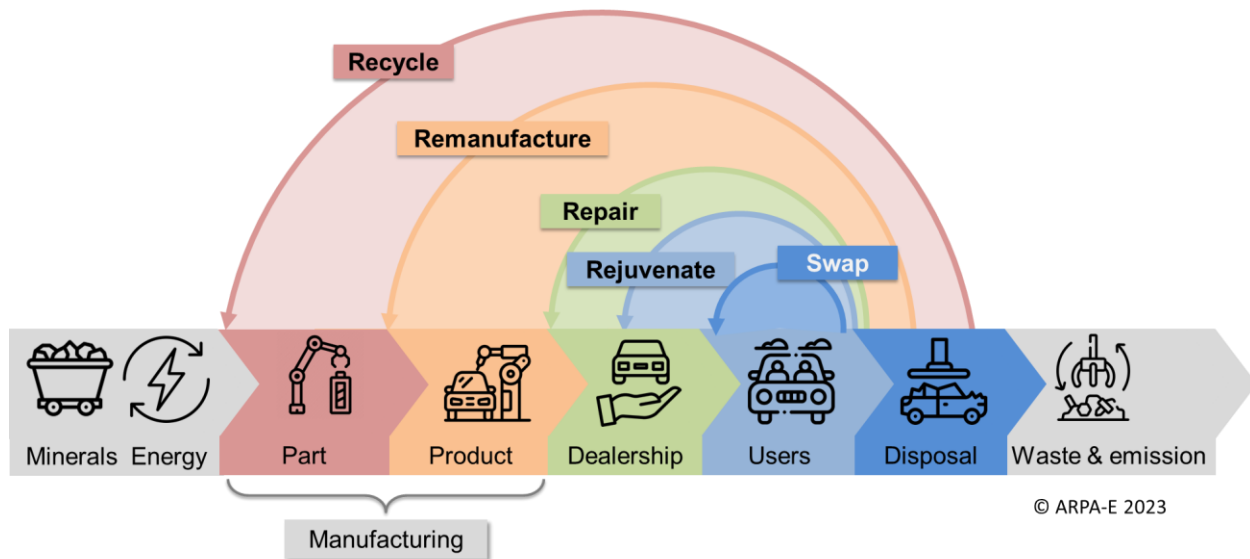 Recycle
Remanufacture
Repair
Rejuvenate
Swap
Minerals Energy Part Product Dealership Users Disposal Waste & emission
Manufacturing
© ARPA-E 2023